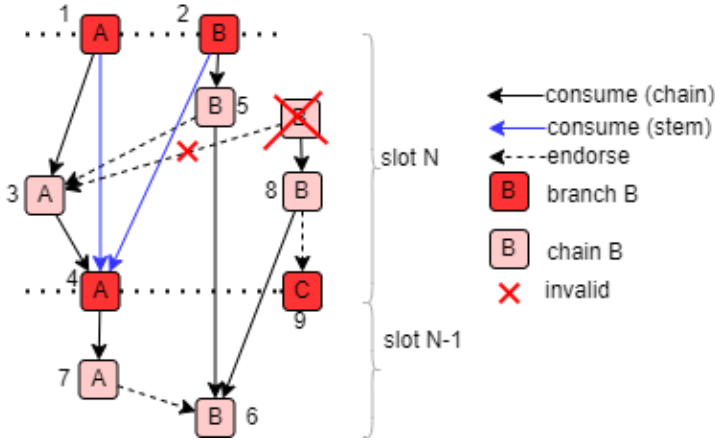 1 A 2 B
B 5 B
consume (chain)
consume (stem)
endorse
slot N
3 A 8 B
B branch B
B chain B
4 A C
invalid
9
slot N-1
7 A
B 6